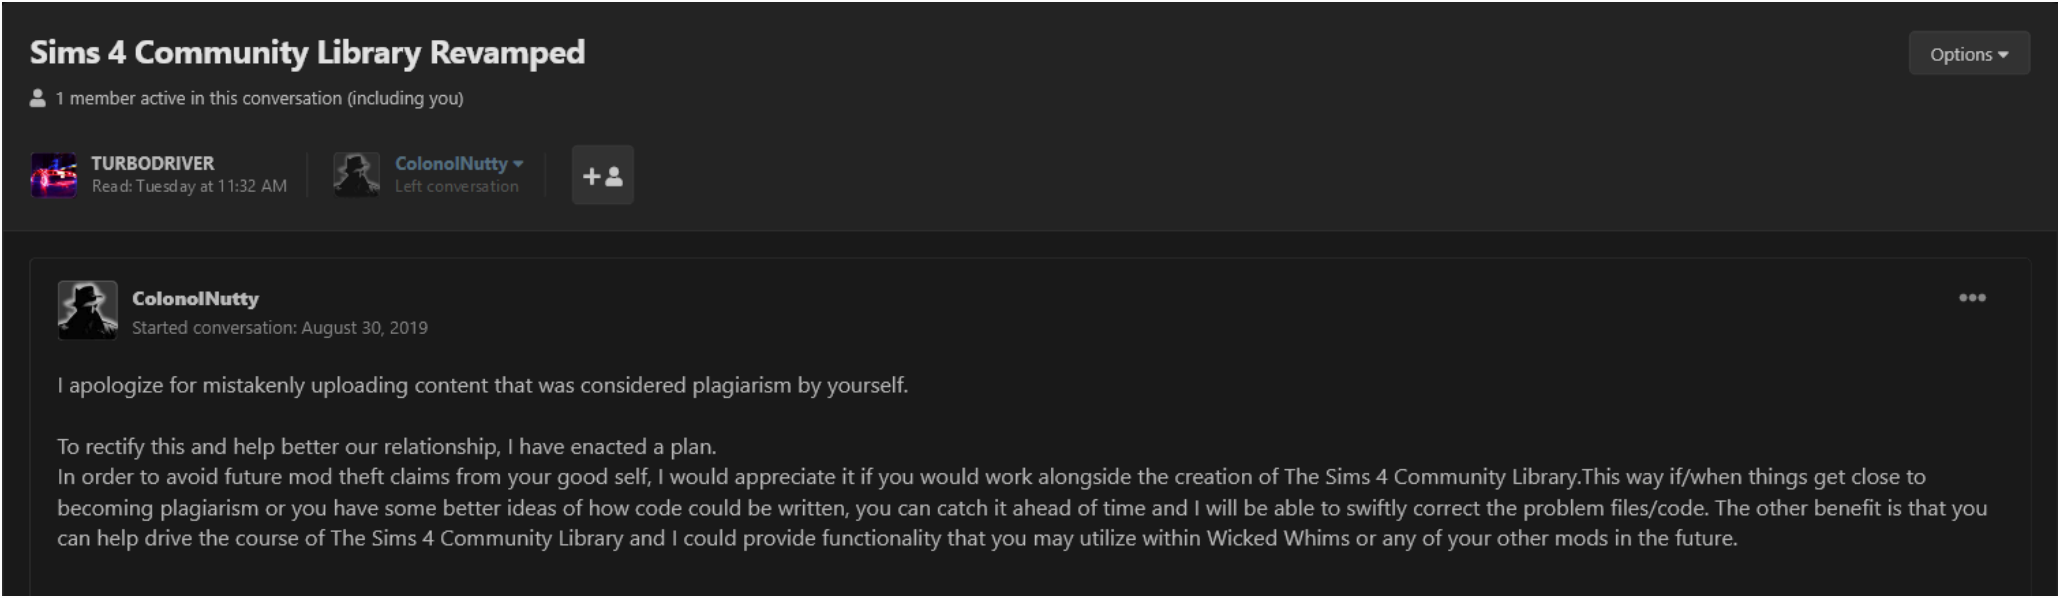 Sims 4 Community Library Revamped
Options
1 member active in this conversation (including you)
TURBODRIVER
Read: Tuesday at 11:32 AM
ColonolNutty
Left conversation
ColonolNutty
Started conversation: August 30, 2019
I apologize for mistakenly uploading content that was considered plagiarism by yourself.
To rectify this and help better our relationship, I have enacted a plan.
In order to avoid future mod theft claims from your good self, I would appreciate it if you would work alongside the creation of The Sims 4 Community Library.This way if/when things get close to
becoming plagiarism or you have some better ideas of how code could be written, you can catch it ahead of time and I will be able to swiftly correct the problem files/code. The other benefit is that you
can help drive the course of The Sims 4 Community Library and I could provide functionality that you may utilize within Wicked Whims or any of your other mods in the future.